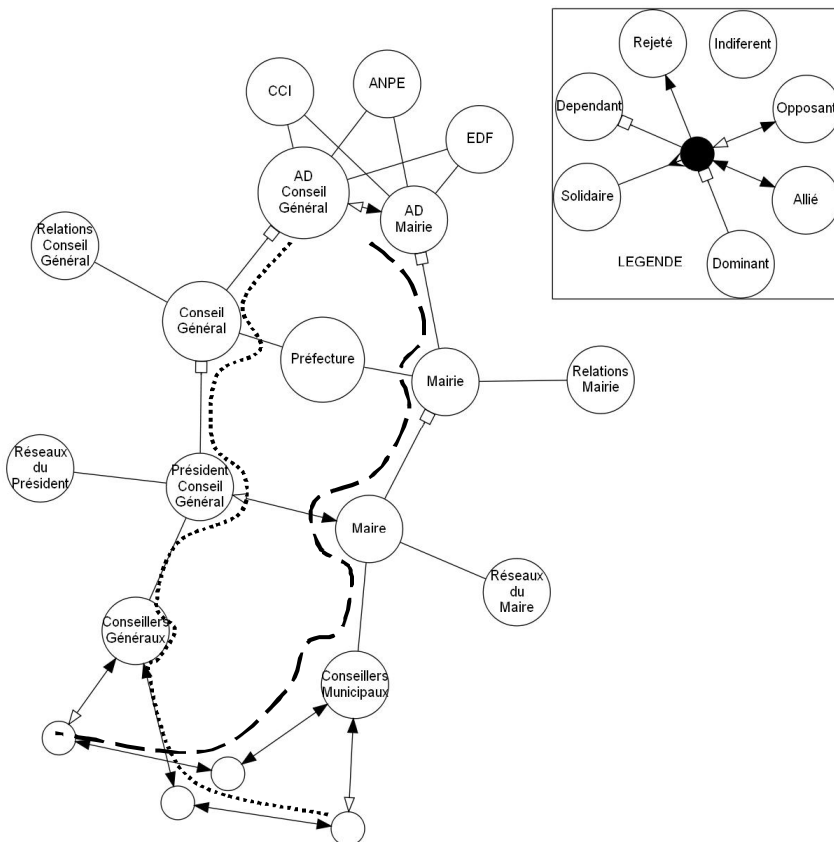 CCI
ANPE
EDF
AD
Conseil
Général
AD
Mairie
Relations
Conseil
Général
Conseil
Général
Préfecture
Mairie
Relations
Mairie
Réseaux
du
Président
Président
Conseil
Général
Maire
Réseaux
du
Maire
Conseillers
Généraux
Conseillers
Municipaux
Rejeté
Indiferent
Dependant
Opposant
Solidaire
Allié
LEGENDE
Dominant